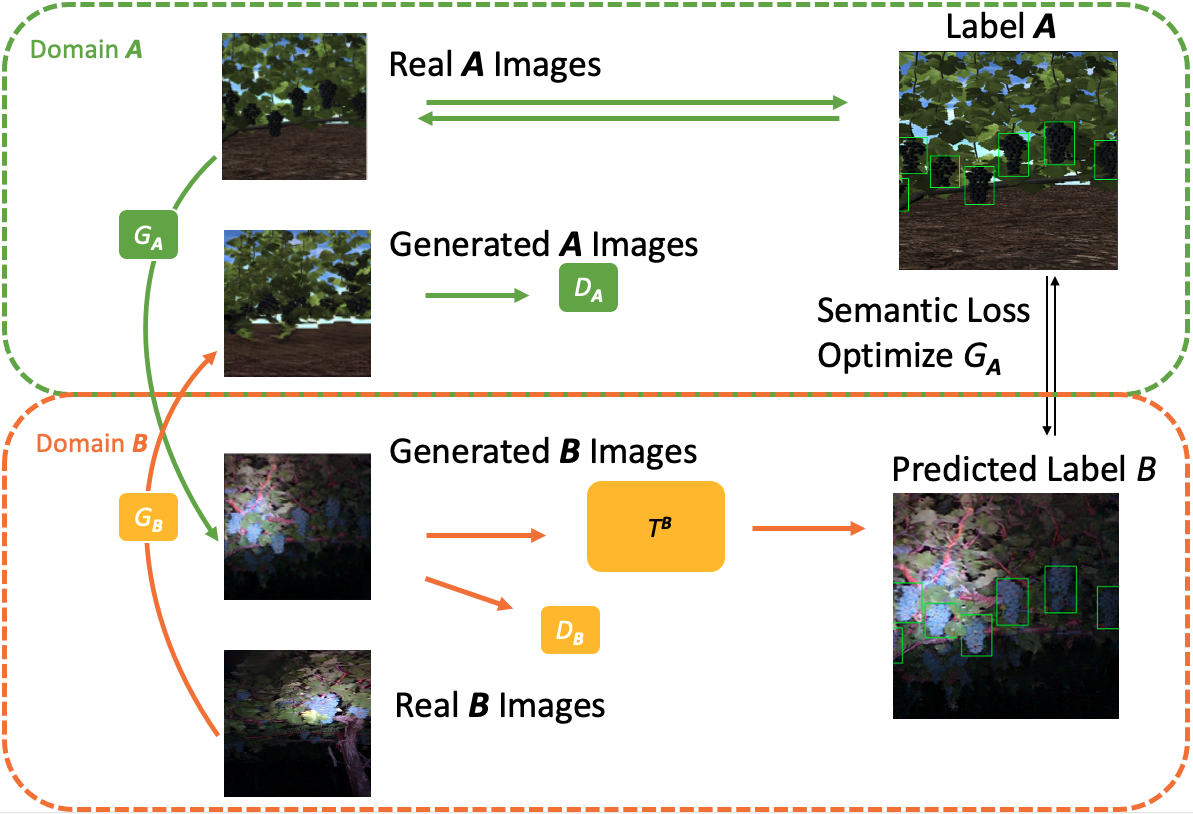 Domain A
Real A Images
Label A
G_A
Generated A Images
D_A
Semantic Loss
Optimize G_A
Domain B
Generated B Images
Predicted Label B
G_B
T^B
D_B
Real B Images